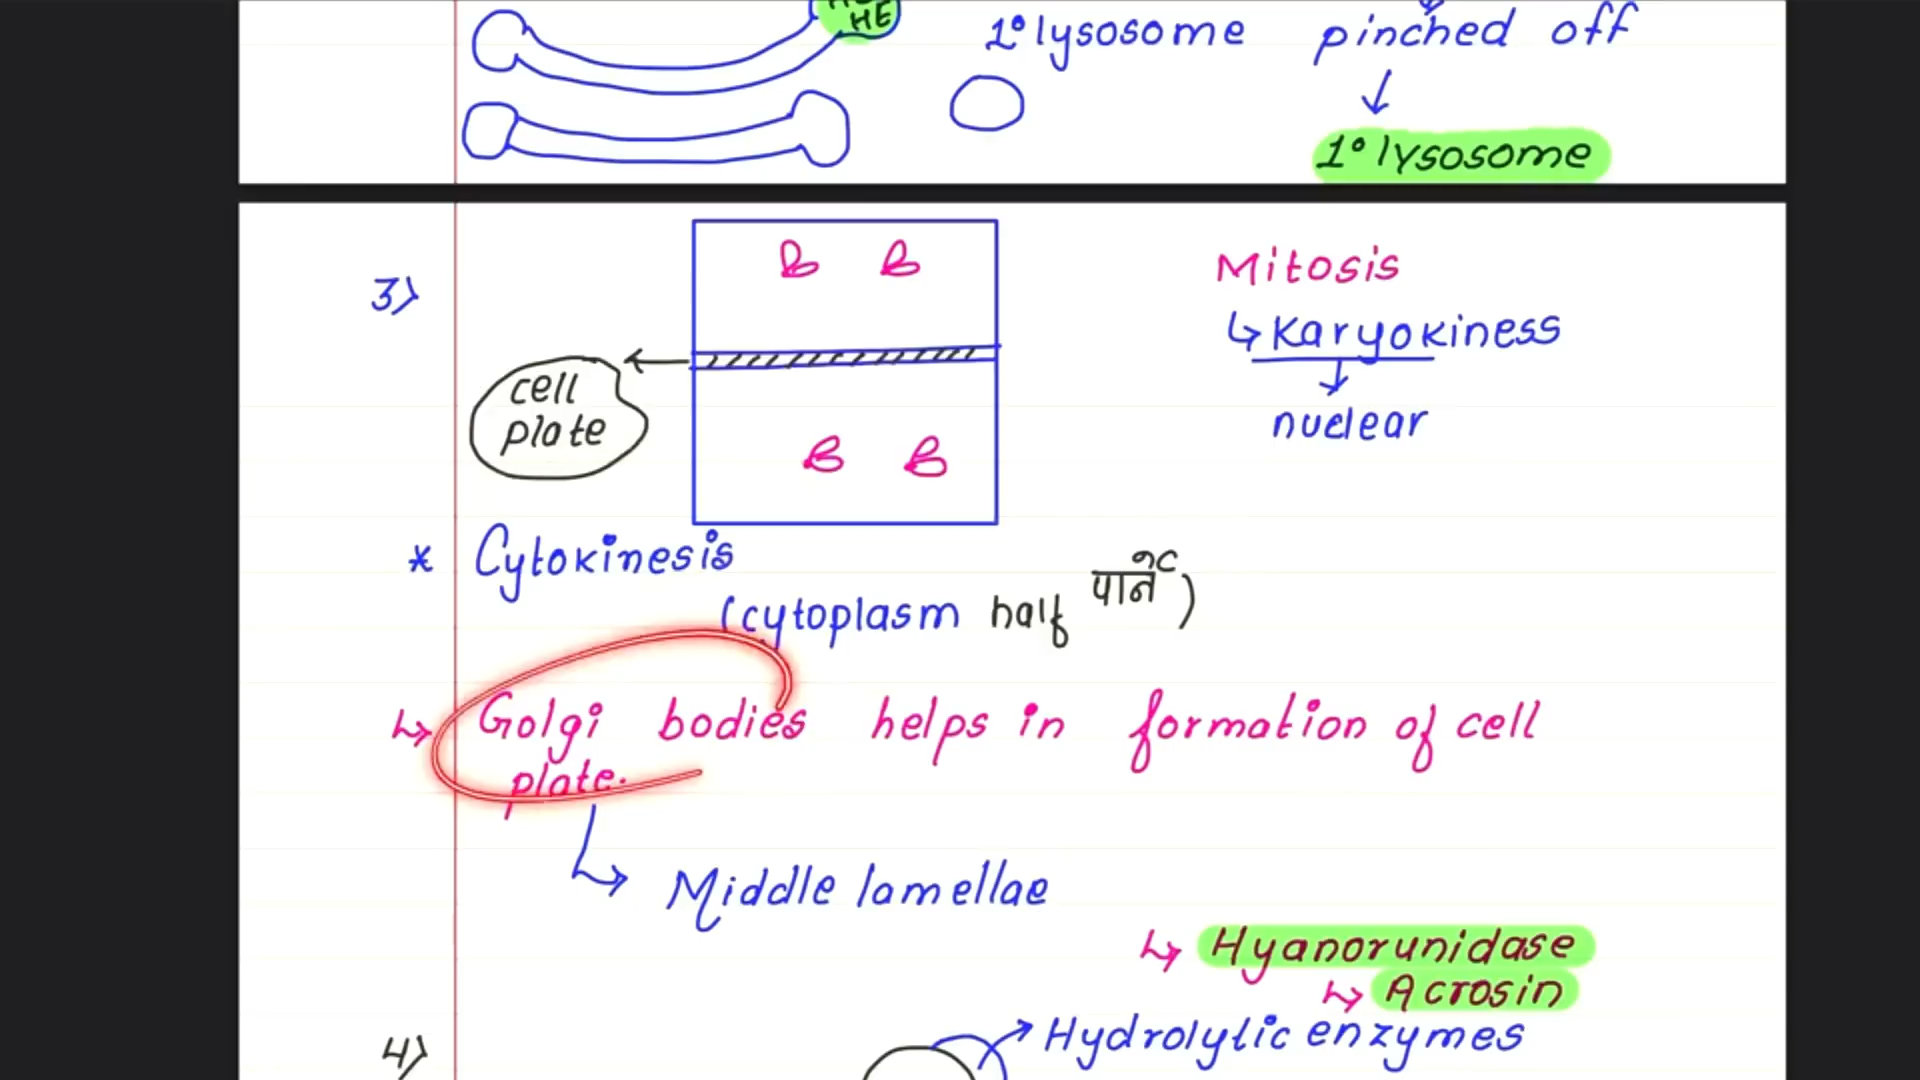 HE
1° lysosome pinched off
1° lysosome
3)
Mitosis
↳ Karyokiness
cell
plate
nuclear
* Cytokinesis
(cytoplasm half
↳ Golgi bodies helps in formation of cell
plate.
↳ Middle lamellae
↳ Hyanorunidase
↳ Acrosin
Hydrolytic enzymes
4)